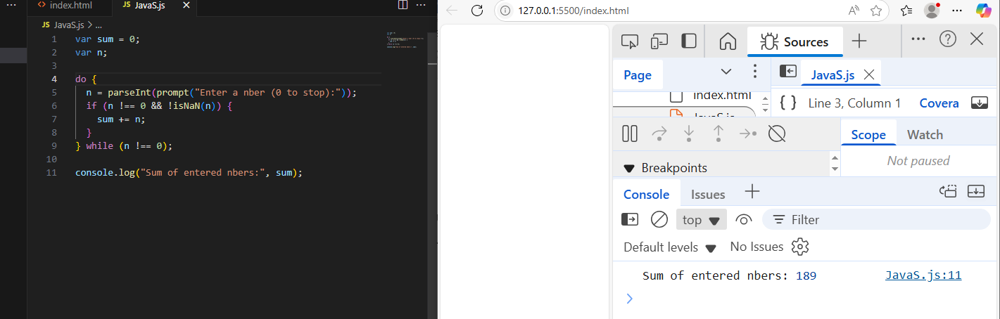 index.html
JavaS.js
JS JavaS.js > ...
1 var sum = 0;
2 var n;
3
4 do {
5 n = parseInt(prompt("Enter a nber (0 to stop):"));
6 if (n !== 0 && !isNaN(n)) {
7 sum += n;
8 }
9 } while (n !== 0);
10
11 console.log("Sum of entered nbers:", sum);
127.0.0.1:5500/index.html
Sources
Page
JavaS.js
index.html
JavaS.js
{ } Line 3, Column 1 Covera
Scope Watch
Not paused
Breakpoints
Console Issues
top Filter
Default levels No Issues
Sum of entered nbers: 189 JavaS.js:11